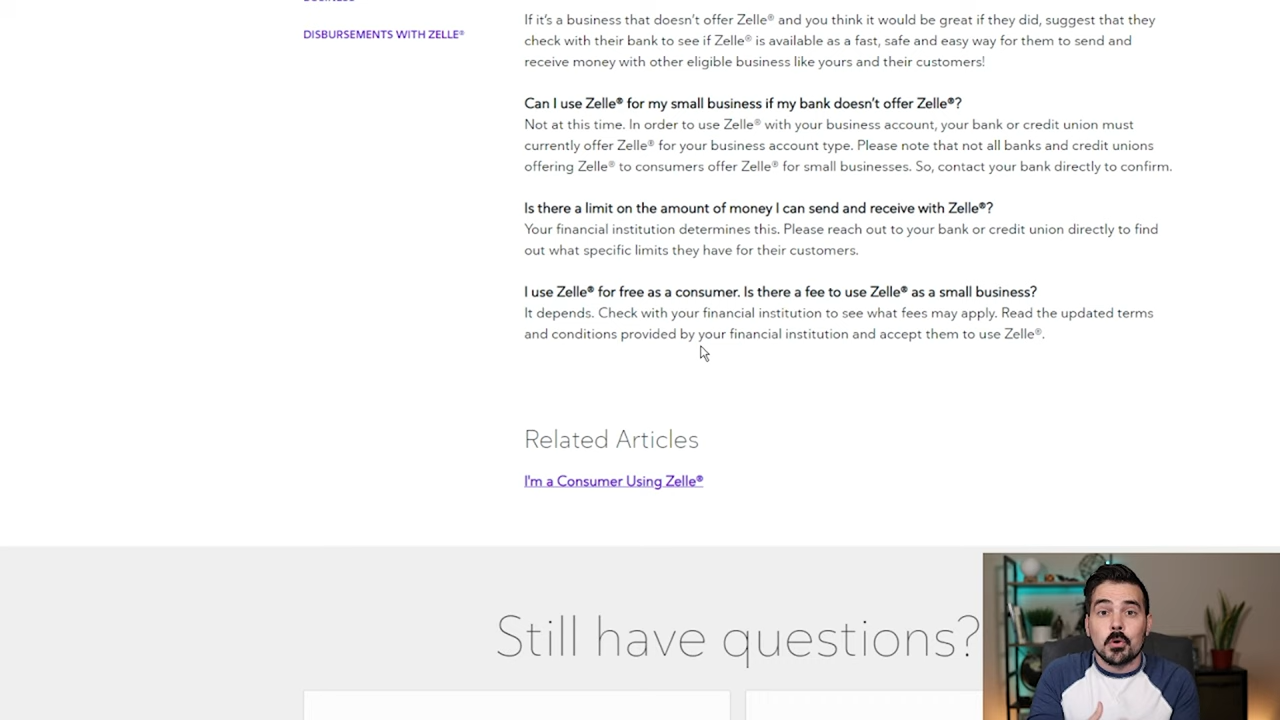 BUSINESS
DISBURSEMENTS WITH ZELLE®
If it's a business that doesn't offer Zelle® and you think it would be great if they did, suggest that they
check with their bank to see if Zelle® is available as a fast, safe and easy way for them to send and
receive money with other eligible business like yours and their customers!
Can I use Zelle® for my small business if my bank doesn't offer Zelle®?
Not at this time. In order to use Zelle® with your business account, your bank or credit union must
currently offer Zelle® for your business account type. Please note that not all banks and credit unions
offering Zelle® to consumers offer Zelle® for small businesses. So, contact your bank directly to confirm.
Is there a limit on the amount of money I can send and receive with Zelle®?
Your financial institution determines this. Please reach out to your bank or credit union directly to find
out what specific limits they have for their customers.
I use Zelle® for free as a consumer. Is there a fee to use Zelle® as a small business?
It depends. Check with your financial institution to see what fees may apply. Read the updated terms
and conditions provided by your financial institution and accept them to use Zelle®.
Related Articles
I'm a Consumer Using Zelle®
Still have questions?